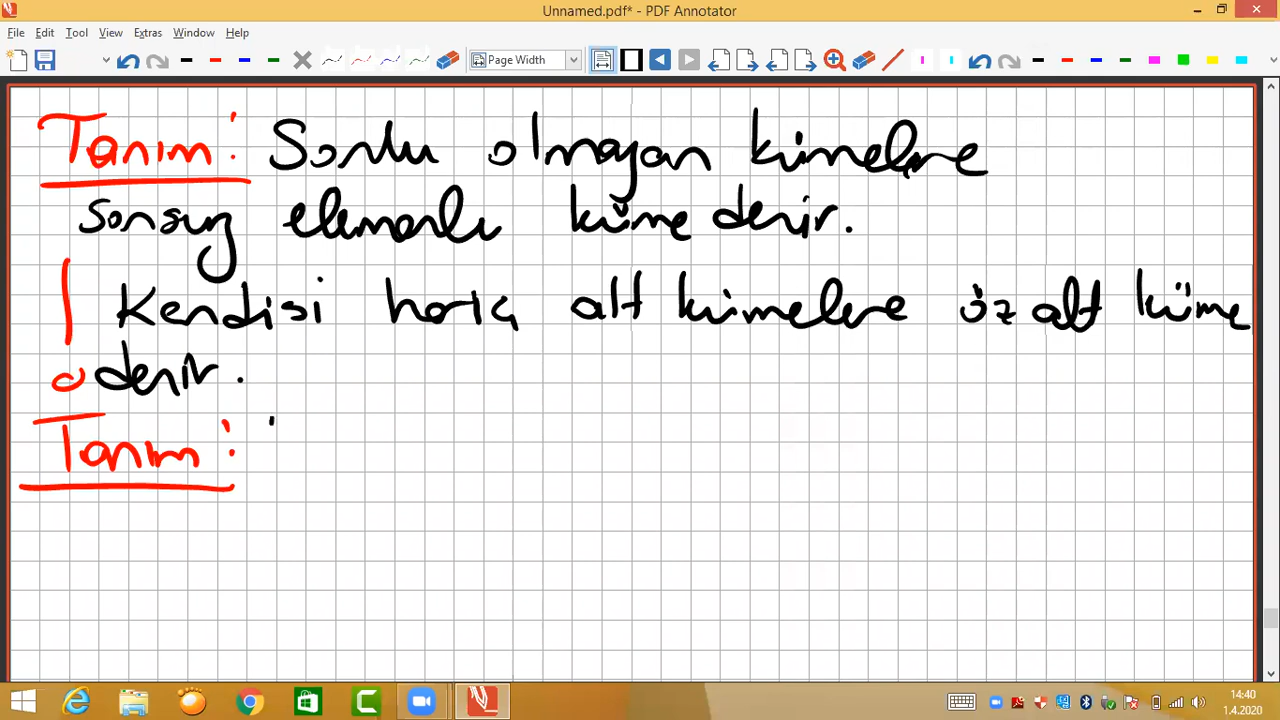 Unnamed.pdf* - PDF Annotator
File Edit Tool View Extras Window Help
Page Width
Tanım: Sonlu olmayan kümelere
sonsuz elemanlı küme denir.
! Kendisi hariç alt kümelere öz alt küme
denir.
Tanım:
14:40
1.4.2020